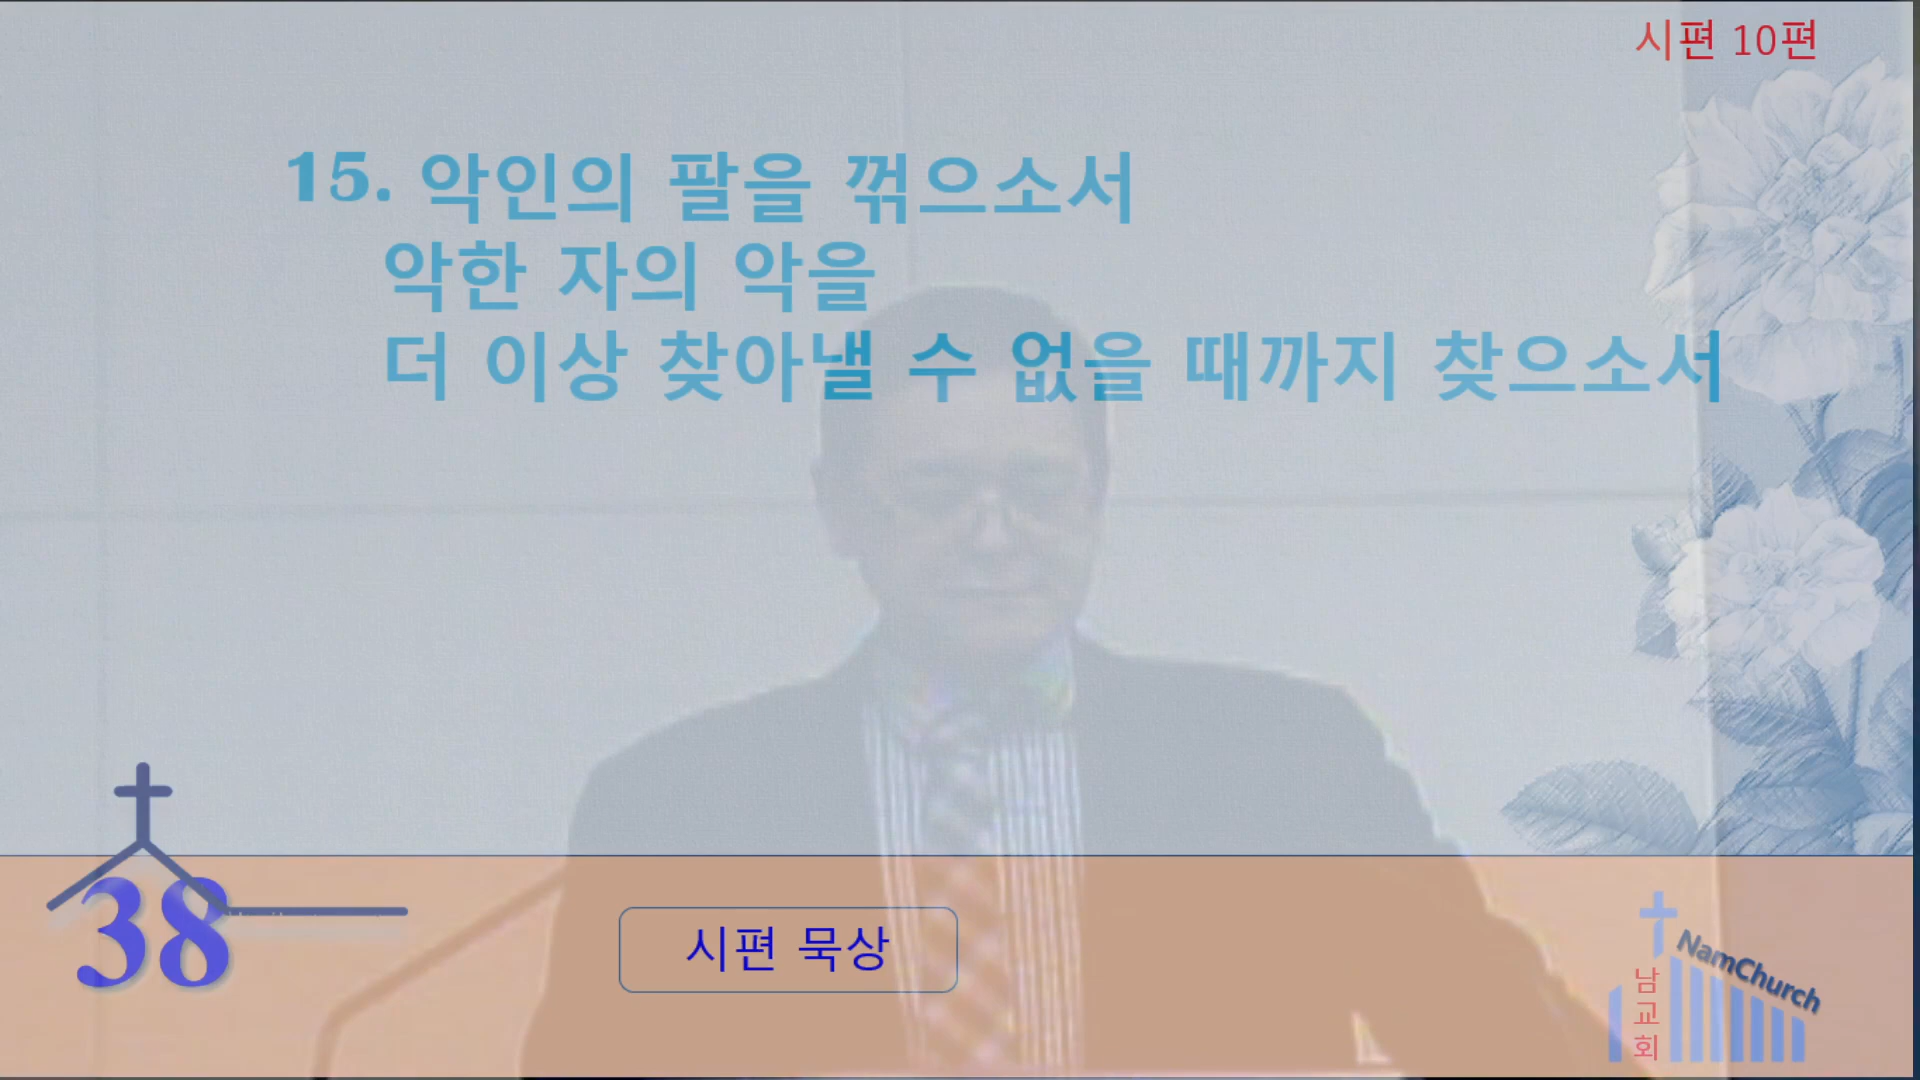 시편 10편
15. 악인의 팔을 꺾으소서
악한 자의 악을
더 이상 찾아낼 수 없을 때까지 찾으소서
38
시편 묵상
NamChurch
남
교
회